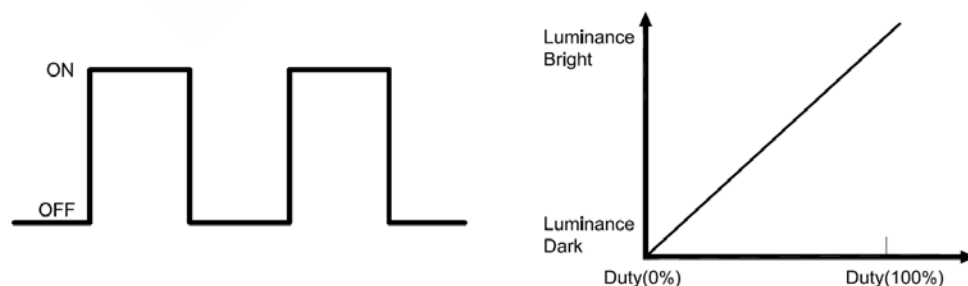 ON
OFF
Luminance
Bright
Luminance
Dark
Duty(0%)
Duty(100%)